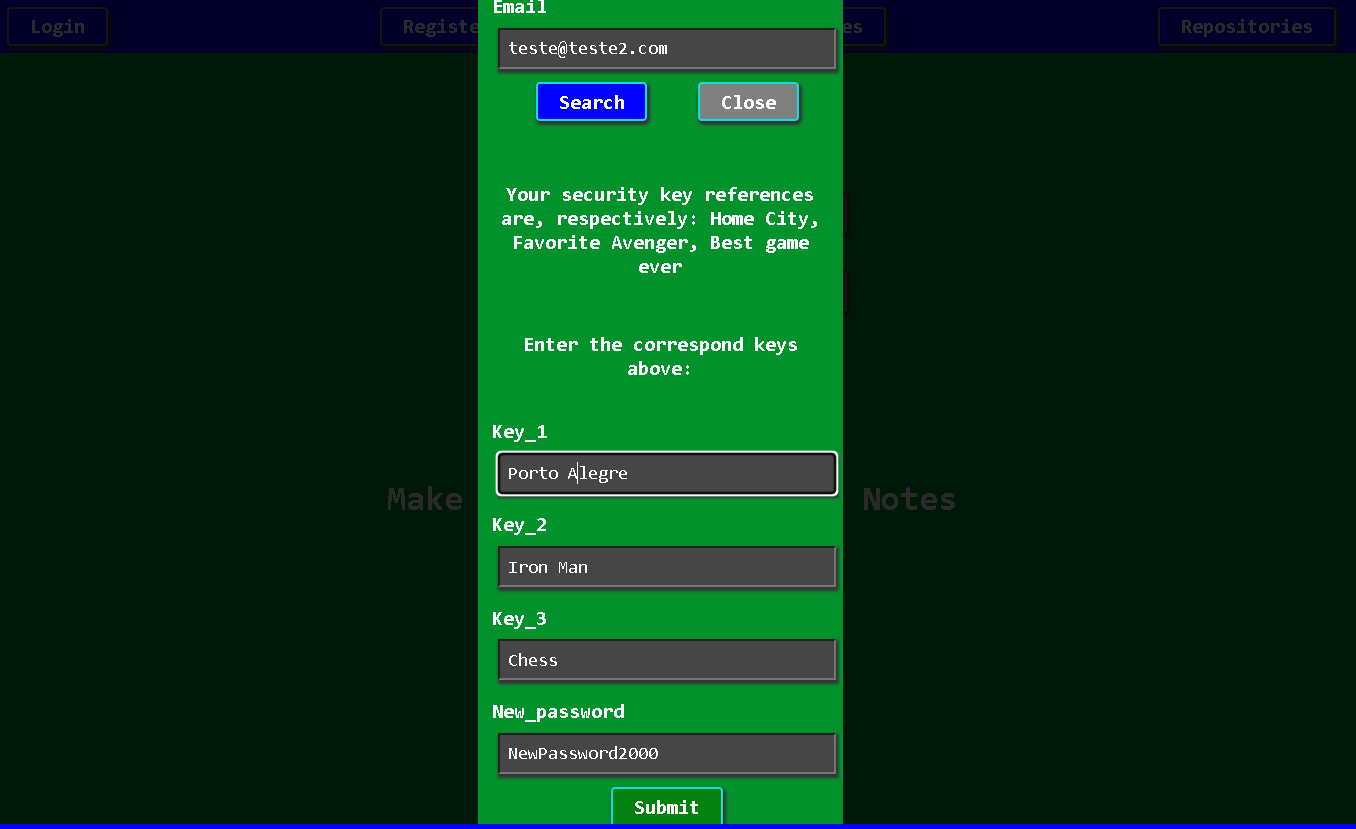 Email
Login
Registe
es
Repositories
teste@teste2.com
Search
Close
Your security key references
are, respectively: Home City,
Favorite Avenger, Best game
ever
Enter the correspond keys
above:
Key_1
Porto Alegre
Make
Notes
Key_2
Iron Man
Key_3
Chess
New_password
NewPassword2000
Submit